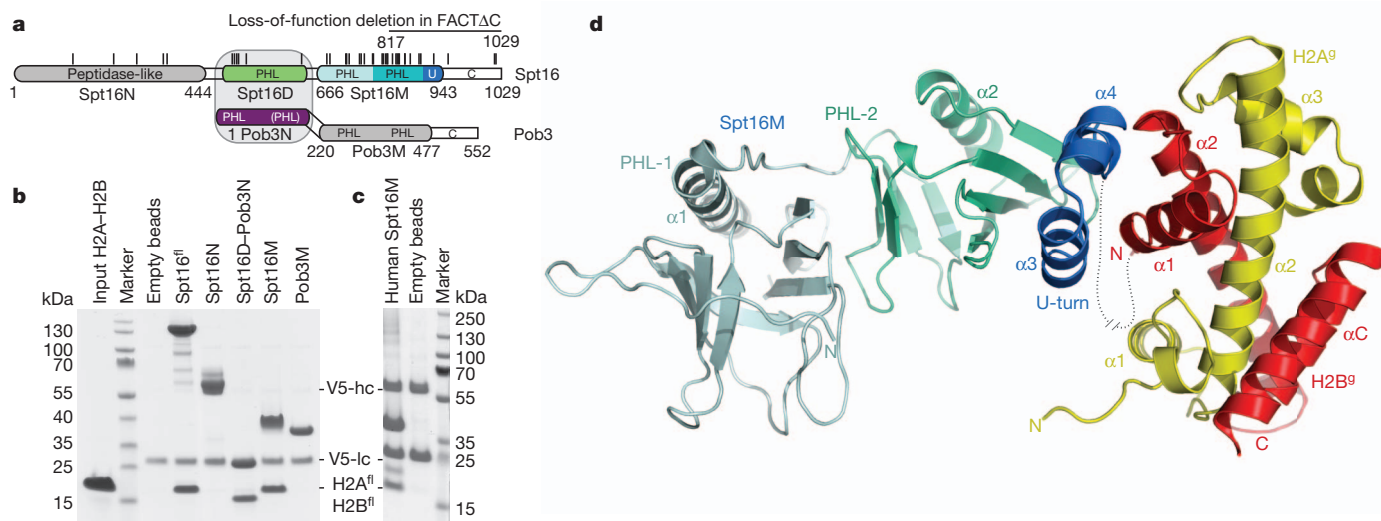 a
Loss-of-function deletion in FACTΔC
817 1029
Peptidase-like PHL PHL PHL U C Spt16
1 Spt16N 444 Spt16D 666 Spt16M 943 1029
PHL (PHL) PHL PHL C Pob3
1 Pob3N 220 Pob3M 477 552
b
Input H2A–H2B
Marker
Empty beads
Spt16fl
Spt16N
Spt16D–Pob3N
Spt16M
Pob3M
kDa
130
100
70
55
40
35
25
15
V5-hc
V5-lc
H2Afl
H2Bfl
c
Human Spt16M
Empty beads
Marker
kDa
250
130
100
70
55
35
25
15
d
Spt16M
PHL-1
α1
N
PHL-2
α2
α4
α3
U-turn
α2
N
α1
H2Ag
α3
α2
α1
N
αC
H2Bg
C